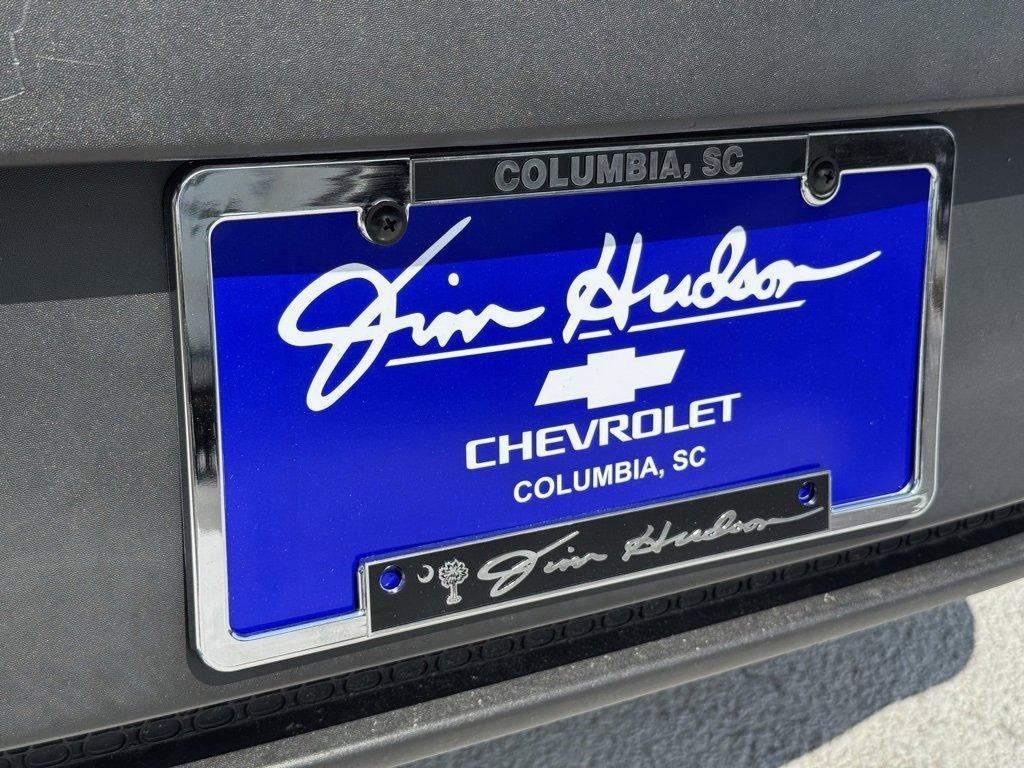 COLUMBIA, SC
Jim Hudson
CHEVROLET
COLUMBIA, SC
Jim Hudson